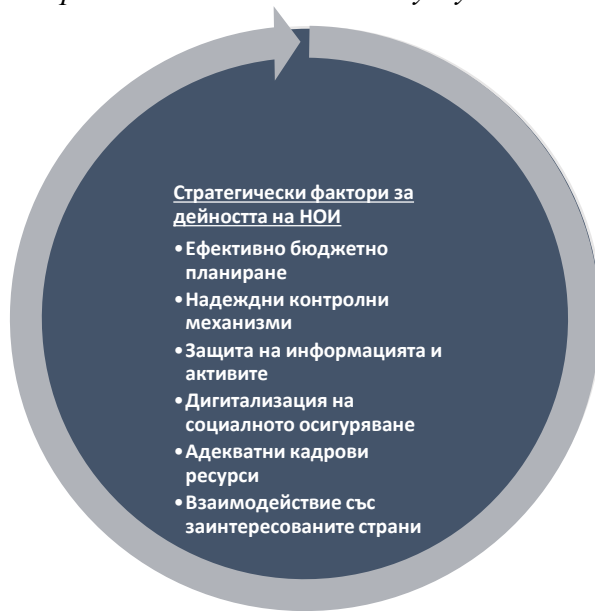 Стратегически фактори за
дейността на НОИ
•Ефективно бюджетно
планиране
•Надеждни контролни
механизми
•Защита на информацията и
активите
•Дигитализация на
социалното осигуряване
•Адекватни кадрови
ресурси
•Взаимодействие със
заинтересованите страни